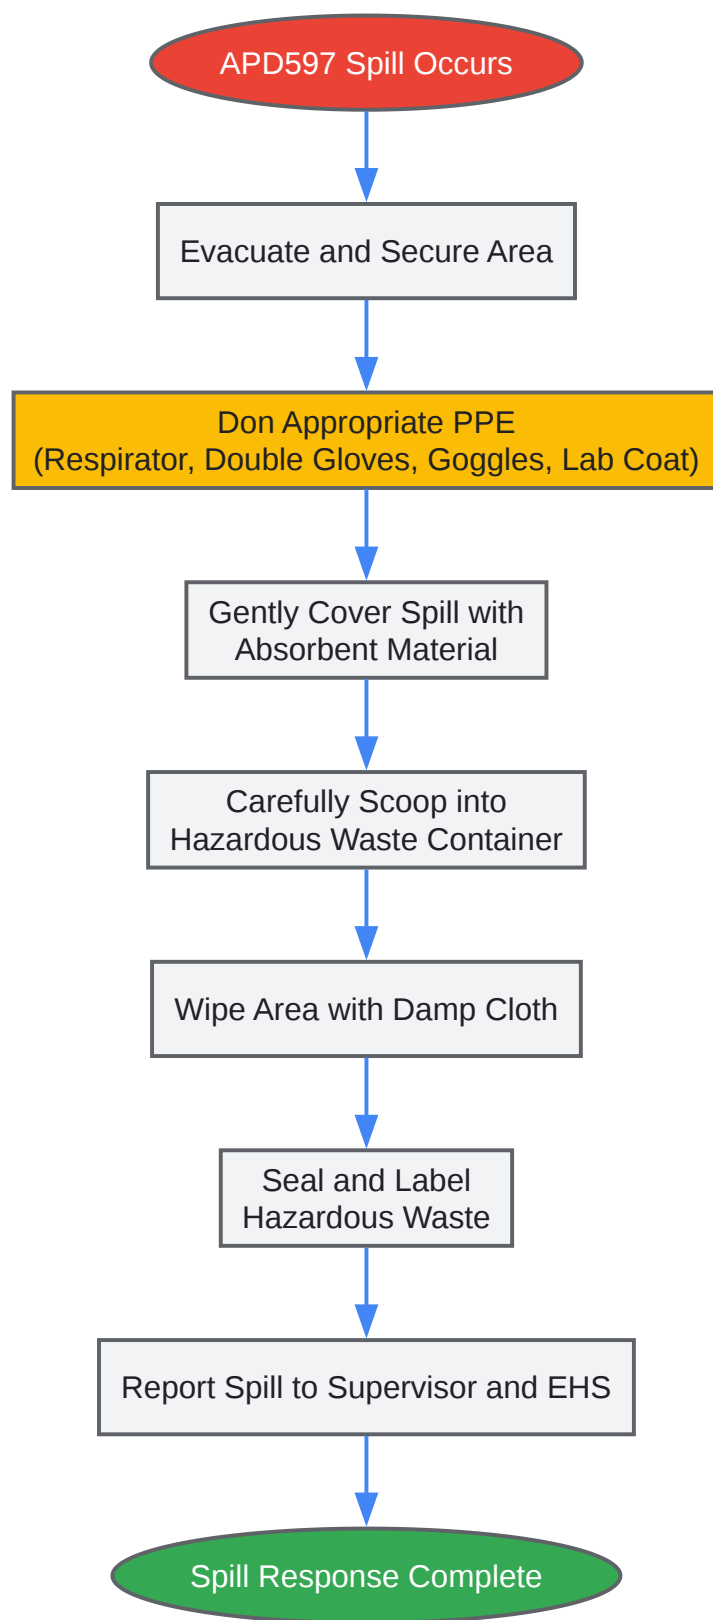 APD597 Spill Occurs
Evacuate and Secure Area
Don Appropriate PPE
(Respirator, Double Gloves, Goggles, Lab Coat)
Gently Cover Spill with
Absorbent Material
Carefully Scoop into
Hazardous Waste Container
Wipe Area with Damp Cloth
Seal and Label
Hazardous Waste
Report Spill to Supervisor and EHS
Spill Response Complete